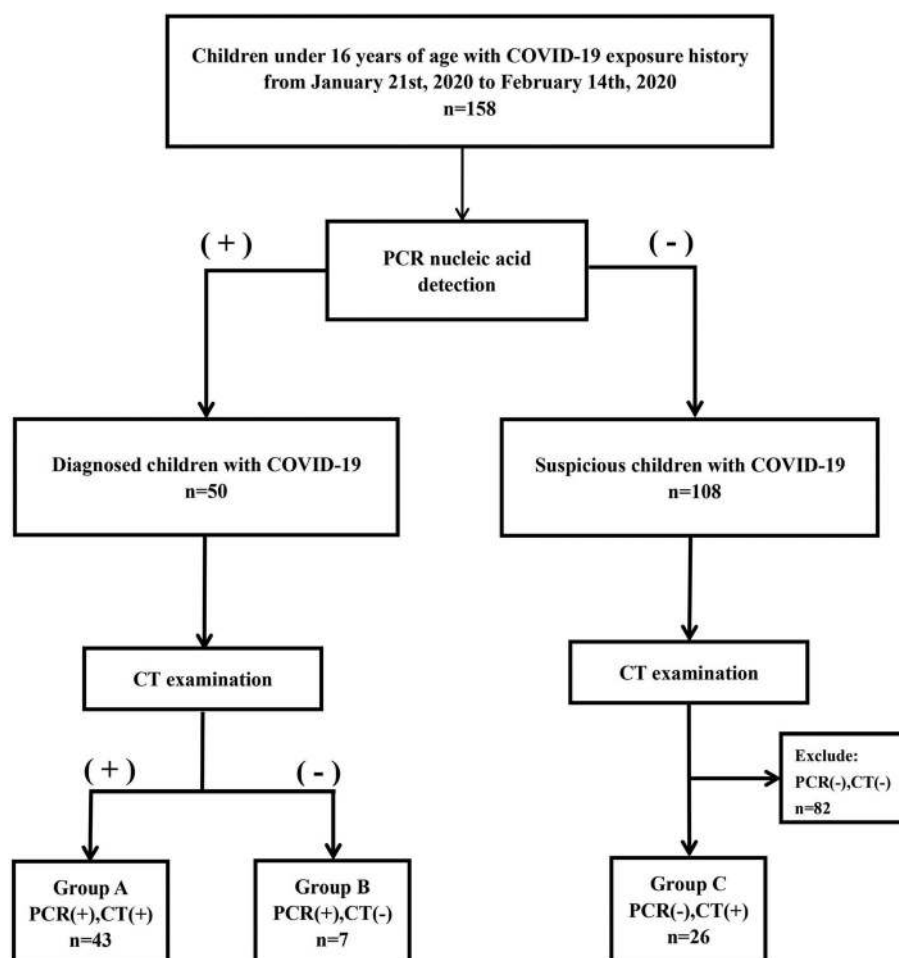 Children under 16 years of age with COVID-19 exposure history
from January 21st, 2020 to February 14th, 2020
n=158
(+)
(-)
PCR nucleic acid
detection
Diagnosed children with COVID-19
n=50
Suspicious children with COVID-19
n=108
CT examination
CT examination
Exclude:
PCR(-),CT(-)
n=82
(+)
(-)
Group A
PCR(+),CT(+)
n=43
Group B
PCR(+),CT(-)
n=7
Group C
PCR(-),CT(+)
n=26